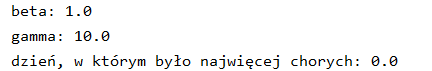 beta: 1.0
gamma: 10.0
dzień, w którym było najwięcej chorych: 0.0